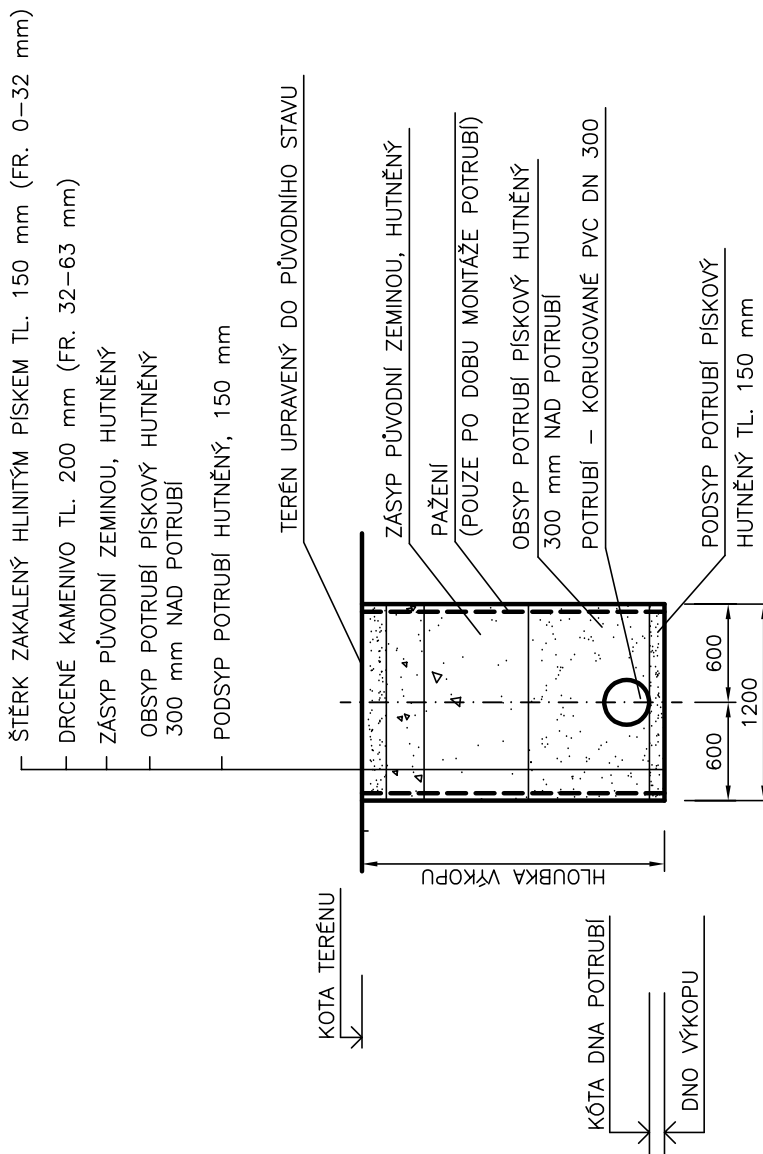 ŠTĚRK ZAKALENÝ HLINITÝM PÍSKEM TL. 150 mm (FR. 0–32 mm)
DRCENÉ KAMENIVO TL. 200 mm (FR. 32–63 mm)
ZÁSYP PŮVODNÍ ZEMINOU, HUTNĚNÝ
OBSYP POTRUBÍ PÍSKOVÝ HUTNĚNÝ
300 mm NAD POTRUBÍ
PODSYP POTRUBÍ HUTNĚNÝ, 150 mm
TERÉN UPRAVENÝ DO PŮVODNÍHO STAVU
ZÁSYP PŮVODNÍ ZEMINOU, HUTNĚNÝ
PAŽENÍ
(POUZE PO DOBU MONTÁŽE POTRUBÍ)
OBSYP POTRUBÍ PÍSKOVÝ HUTNĚNÝ
300 mm NAD POTRUBÍ
POTRUBÍ – KORUGOVANÉ PVC DN 300
PODSYP POTRUBÍ PÍSKOVÝ
HUTNĚNÝ TL. 150 mm
KOTA TERÉNU
HLOUBKA VÝKOPU
KÓTA DNA POTRUBÍ
DNO VÝKOPU
600
600
1200